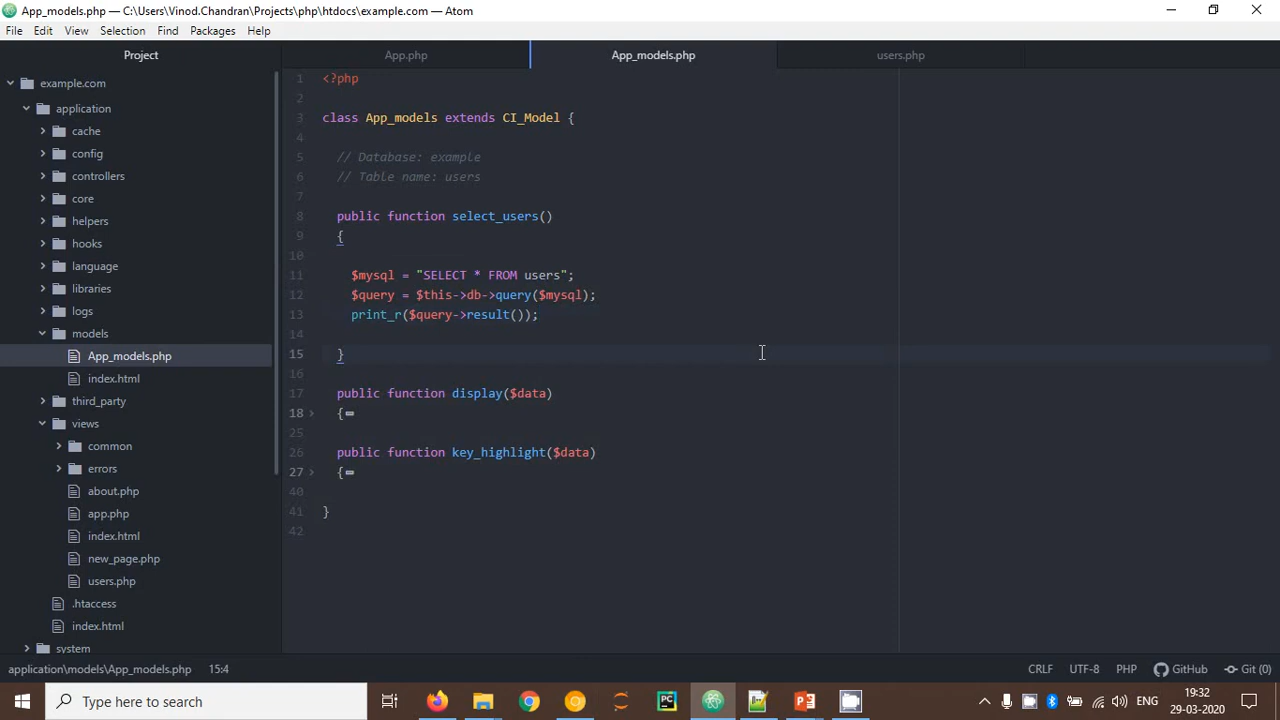 App_models.php — C:\Users\Vinod.Chandran\Projects\php\htdocs\example.com — Atom
File Edit View Selection Find Packages Help
Project
App.php
App_models.php
users.php
example.com
application
cache
config
controllers
core
helpers
hooks
language
libraries
logs
models
App_models.php
index.html
third_party
views
common
errors
about.php
app.php
index.html
new_page.php
users.php
.htaccess
index.html
system
1 <?php
2
3 class App_models extends CI_Model {
4
5 // Database: example
6 // Table name: users
7
8 public function select_users()
9 {
10
11 $mysql = "SELECT * FROM users";
12 $query = $this->db->query($mysql);
13 print_r($query->result());
14
15 }
16
17 public function display($data)
18 {
25
26 public function key_highlight($data)
27 {
40
41 }
42
application\models\App_models.php 15:4 CRLF UTF-8 PHP GitHub Git (0)
Type here to search
PC
ENG
19:32
29-03-2020